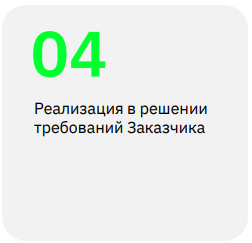 04
Реализация в решении
требований Заказчика